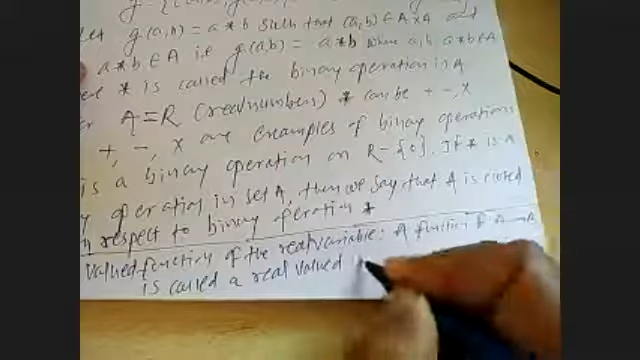 g(a,b) = a * b such that (a,b) ∈ A×A and
a * b ∈ A i.e g(a,b) = a * b where a,b, a*b ∈ A
* is called the binary operation in A
A = R (real numbers) * can be + -, ×
+, -, × are examples of binary operations
is a binary operation on R-{0}. If * is a
operation in set A, then we say that A is closed
respect to binary operation *
valued function of the real variable: A function f: A→A
is called a real valued